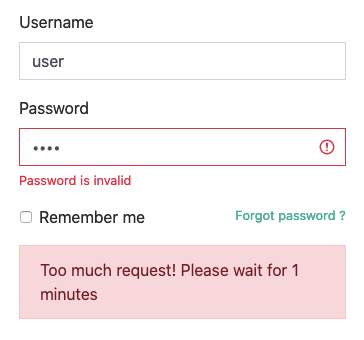 Username
user
Password
••••
Password is invalid
Remember me
Forgot password ?
Too much request! Please wait for 1
minutes